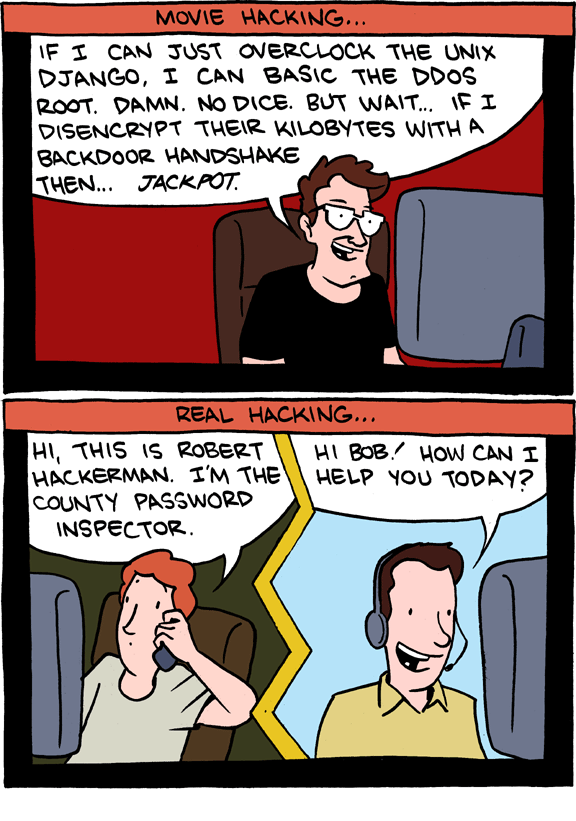 MOVIE HACKING...
IF I CAN JUST OVERCLOCK THE UNIX
DJANGO, I CAN BASIC THE DDOS
ROOT. DAMN. NO DICE. BUT WAIT... IF I
DISENCRYPT THEIR KILOBYTES WITH A
BACKDOOR HANDSHAKE
THEN... JACKPOT.
REAL HACKING...
HI, THIS IS ROBERT
HACKERMAN. I'M THE
COUNTY PASSWORD
INSPECTOR.
HI BOB! HOW CAN I
HELP YOU TODAY?